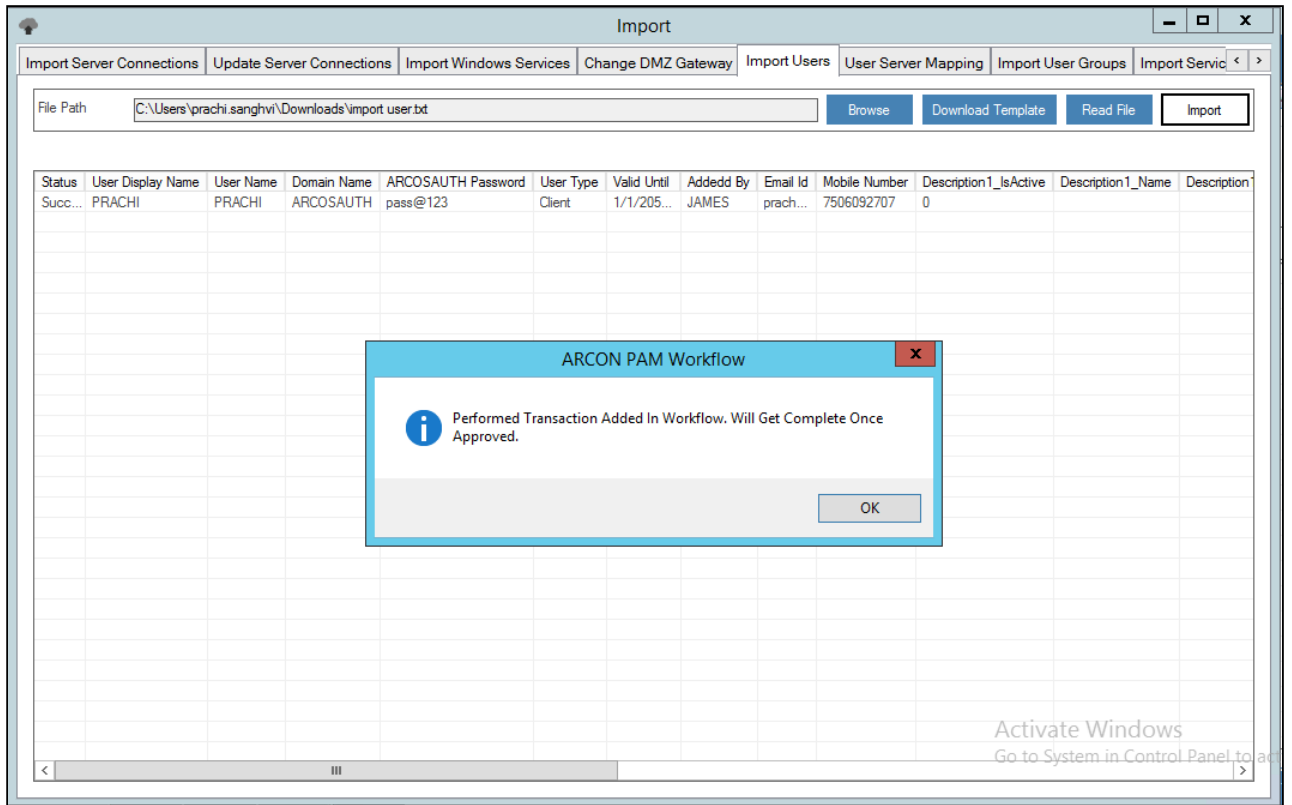 Import
Import Server Connections Update Server Connections Import Windows Services Change DMZ Gateway Import Users User Server Mapping Import User Groups Import Servic
File Path C:\Users\prachi.sanghvi\Downloads\import user.txt Browse Download Template Read File Import
Status User Display Name User Name Domain Name ARCOSAUTH Password User Type Valid Until Addedd By Email Id Mobile Number Description1_IsActive Description1_Name Description1
Succ... PRACHI PRACHI ARCOSAUTH pass@123 Client 1/1/205... JAMES prach... 7506092707 0
ARCON PAM Workflow
Performed Transaction Added In Workflow. Will Get Complete Once
Approved.
OK
Activate Windows
Go to System in Control Panel to act